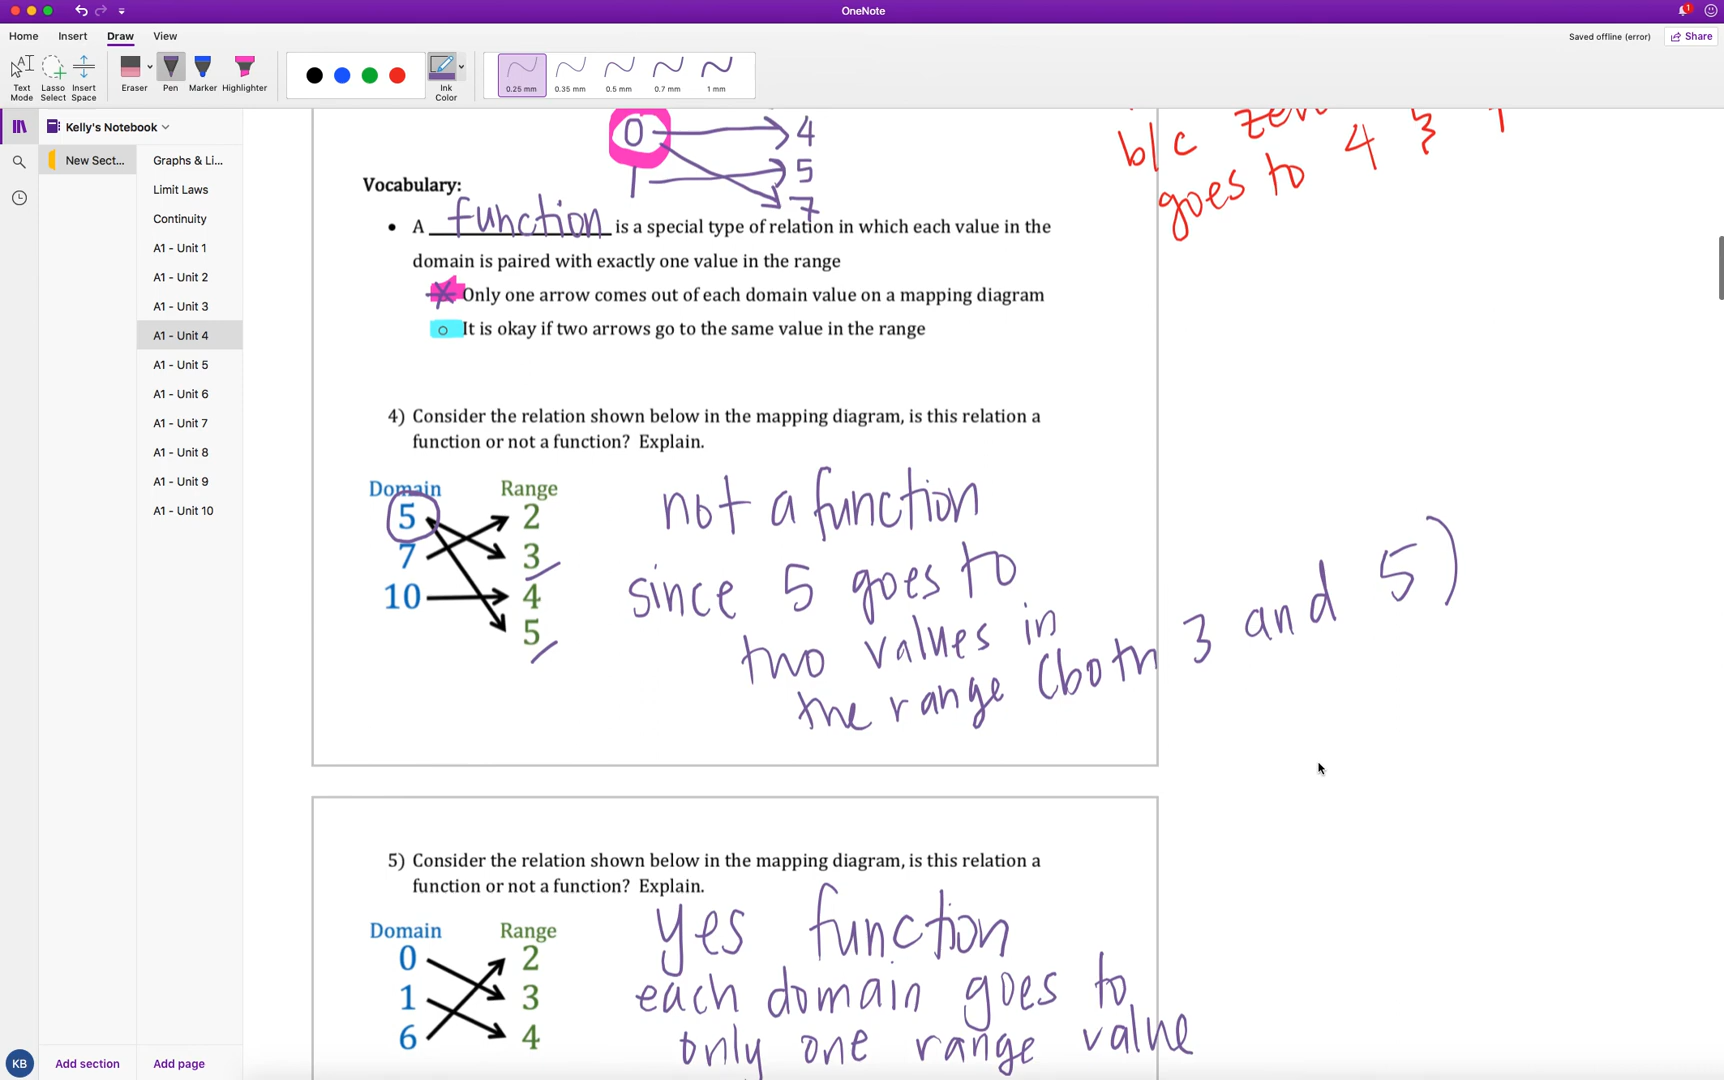 OneNote
1
Home Insert Draw View
Saved offline (error) Share
Text Mode
Lasso Select
Insert Space
Eraser
Pen
Marker
Highlighter
Ink Color
0.25 mm
0.35 mm
0.5 mm
0.7 mm
1 mm
Kelly's Notebook
New Sect...
Graphs & Li...
Limit Laws
Continuity
A1 - Unit 1
A1 - Unit 2
A1 - Unit 3
A1 - Unit 4
A1 - Unit 5
A1 - Unit 6
A1 - Unit 7
A1 - Unit 8
A1 - Unit 9
A1 - Unit 10
KB
Add section
Add page
0 4
1 5
7
b/c
goes to 4 &
Vocabulary:
• A function is a special type of relation in which each value in the
domain is paired with exactly one value in the range
Only one arrow comes out of each domain value on a mapping diagram
o It is okay if two arrows go to the same value in the range
4) Consider the relation shown below in the mapping diagram, is this relation a
function or not a function? Explain.
Domain Range
5 2
7 3
10 4
5
not a function
since 5 goes to
two values in
the range (both 3 and 5)
5) Consider the relation shown below in the mapping diagram, is this relation a
function or not a function? Explain.
Domain Range
0 2
1 3
6 4
yes function
each domain goes to
only one range value